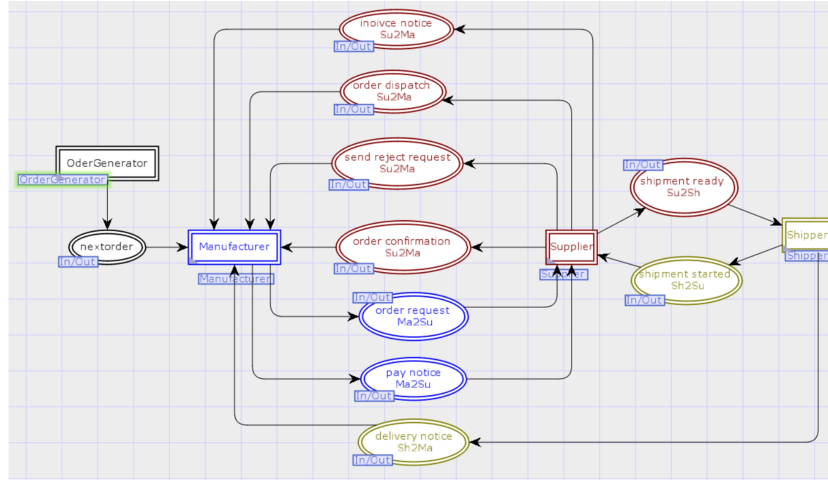 inoivce notice
Su2Ma
In/Out
order dispatch
Su2Ma
In/Out
OderGenerator
OrderGenerator
send reject request
Su2Ma
In/Out
In/Out
shipment ready
Su2Sh
nextorder
In/Out
Manufacturer
Manufacturer
order confirmation
Su2Ma
In/Out
Supplier
Supplier
Shipper
Shipper
shipment started
Sh2Su
In/Out
In/Out
order request
Ma2Su
pay notice
Ma2Su
In/Out
delivery notice
Sh2Ma
In/Out